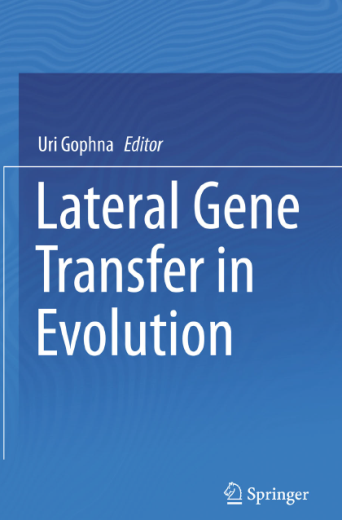 Uri Gophna Editor
Lateral Gene
Transfer in
Evolution
Springer